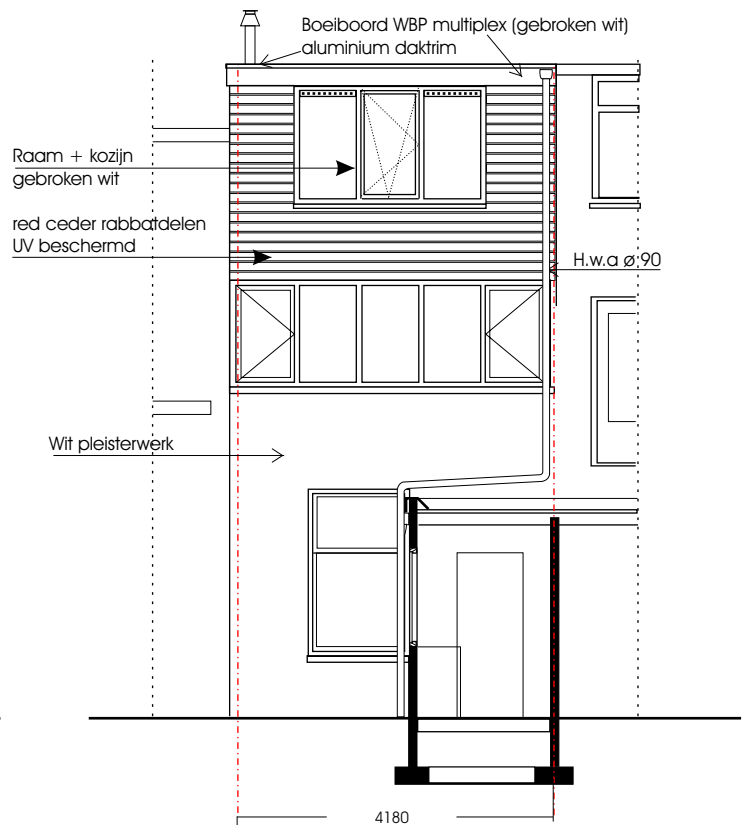 Boeiboord WBP multiplex (gebroken wit)
aluminium daktrim
Raam + kozijn
gebroken wit
red ceder rabbatdelen
UV beschermd
H.w.a ø 90
Wit pleisterwerk
4180